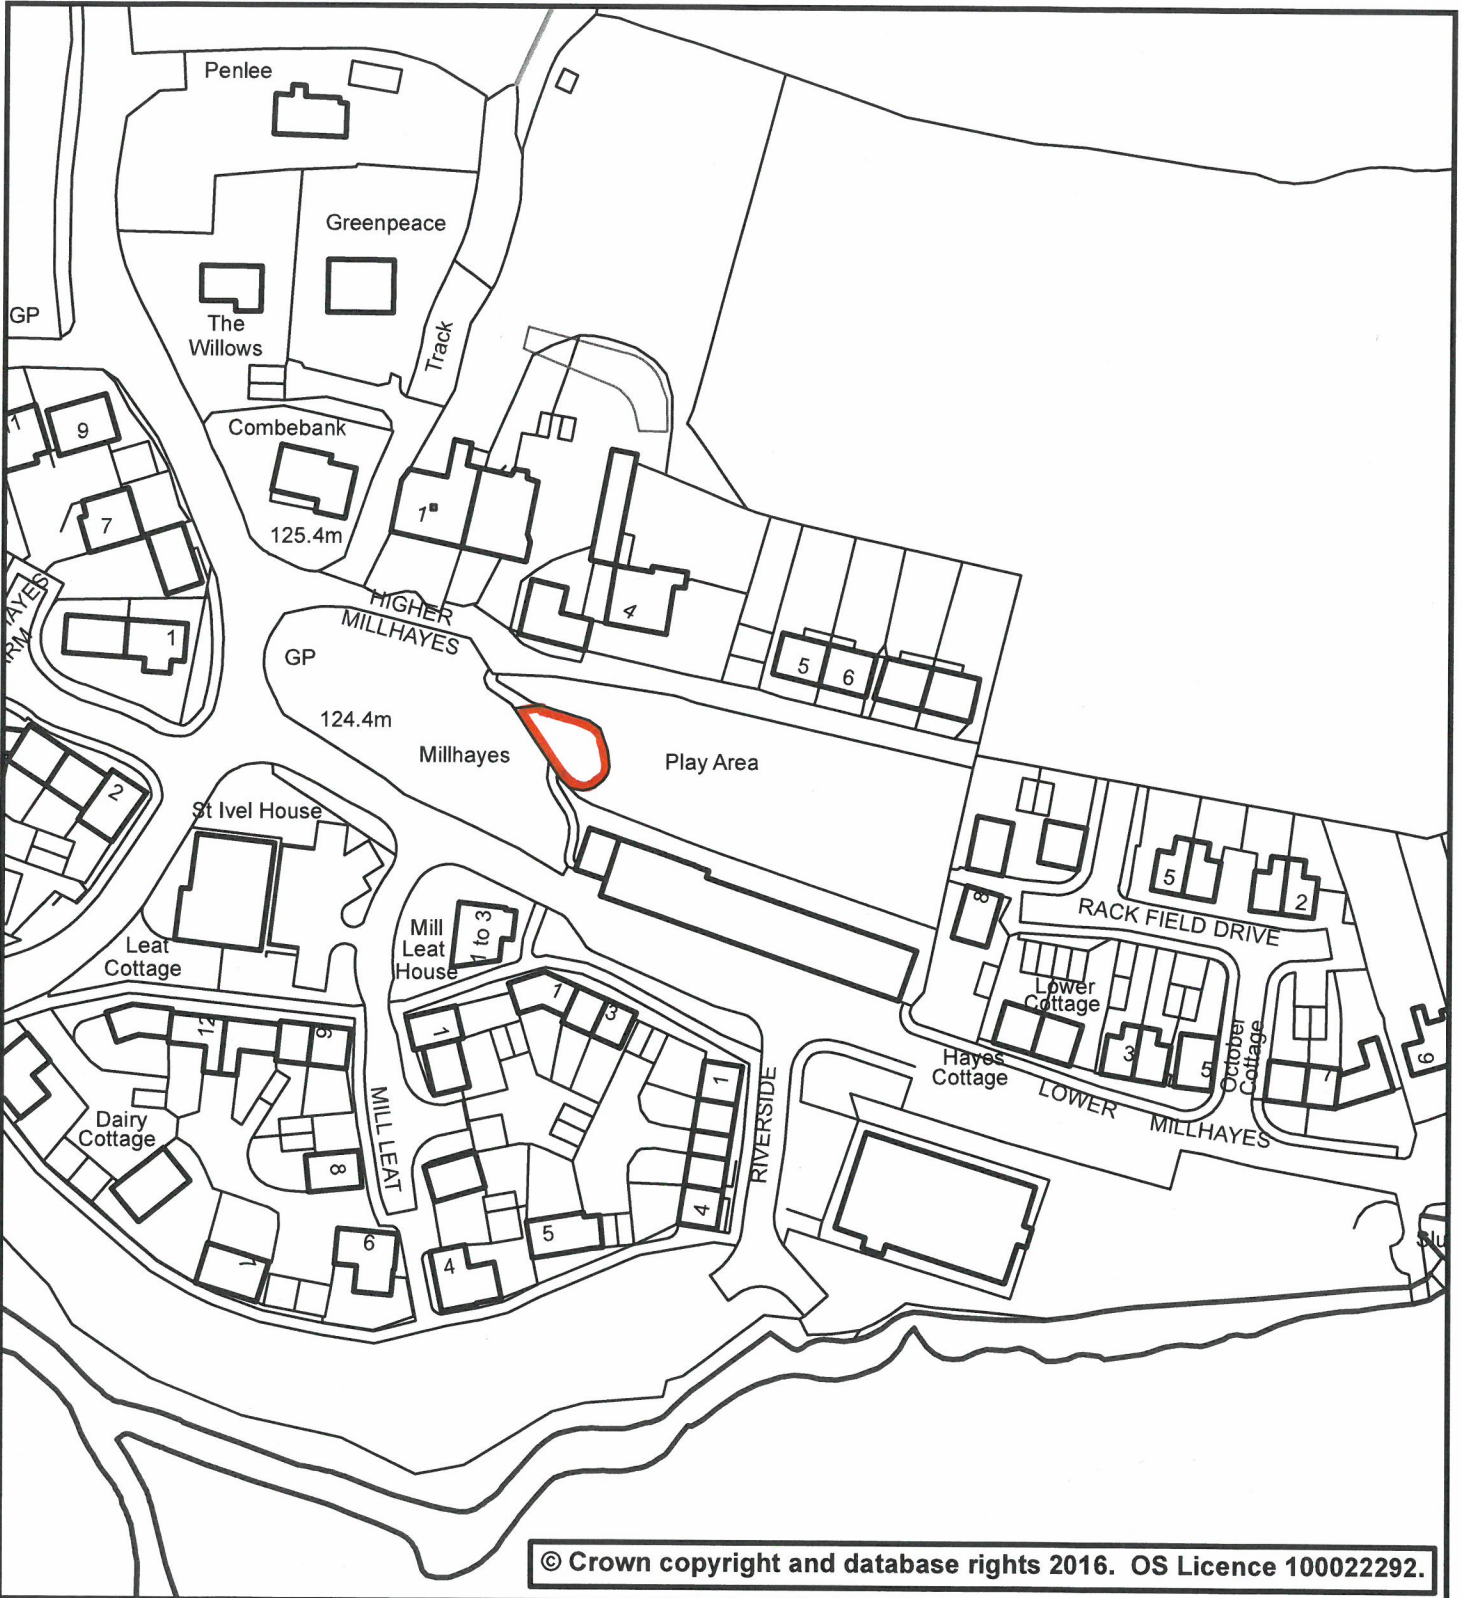 Penlee
Greenpeace
GP
The
Willows
Track
Combebank
9
1
7
125.4m
HIGHER
MILLHAYES
4
1
GP
5
6
124.4m
Millhayes
Play Area
2
St Ivel House
5
2
8
RACK FIELD DRIVE
Mill
Leat
House
1 to 3
Leat
Cottage
Lower
Cottage
12
9
1
1
3
Hayes
Cottage
3
5
October
Cottage
7
6
LOWER
MILLHAYES
Dairy
Cottage
MILL LEAT
1
RIVERSIDE
8
4
6
5
7
4
© Crown copyright and database rights 2016. OS Licence 100022292.